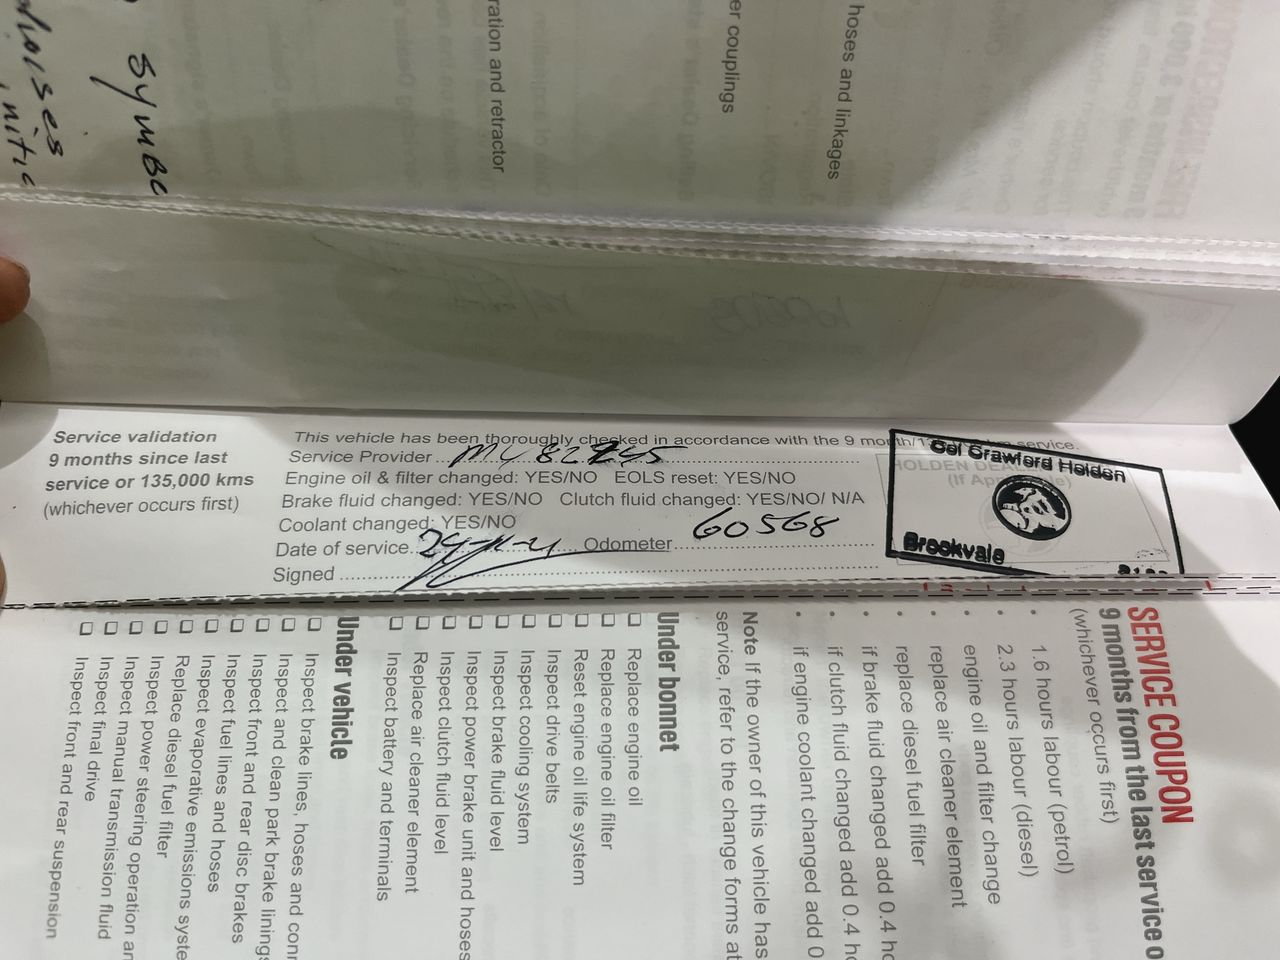 symbo
noises
ration and retractor
er couplings
hoses and linkages
Service validation
9 months since last
service or 135,000 kms
(whichever occurs first)
This vehicle has been thoroughly checked in accordance with the 9 month/ service.
Service Provider
Engine oil & filter changed: YES/NO EOLS reset: YES/NO
Brake fluid changed: YES/NO Clutch fluid changed: YES/NO/ N/A
Coolant changed: YES/NO
Date of service Odometer 60568
Signed
HOLDEN
Col Crawford Holden
Brookvale
SERVICE COUPON
9 months from the last service o
(whichever occurs first)
• 1.6 hours labour (petrol)
• 2.3 hours labour (diesel)
• engine oil and filter change
• replace air cleaner element
• replace diesel fuel filter
• if brake fluid changed add 0.4 ho
• if clutch fluid changed add 0.4 ho
• if engine coolant changed add 0
Note If the owner of this vehicle has
service, refer to the change forms at
Under bonnet
Replace engine oil
Replace engine oil filter
Reset engine oil life system
Inspect drive belts
Inspect cooling system
Inspect brake fluid level
Inspect power brake unit and hoses
Inspect clutch fluid level
Replace air cleaner element
Inspect battery and terminals
Under vehicle
Inspect brake lines, hoses and conn
Inspect and clean park brake linings
Inspect front and rear disc brakes
Inspect fuel lines and hoses
Inspect evaporative emissions syste
Replace diesel fuel filter
Inspect power steering operation an
Inspect manual transmission fluid
Inspect final drive
Inspect front and rear suspension